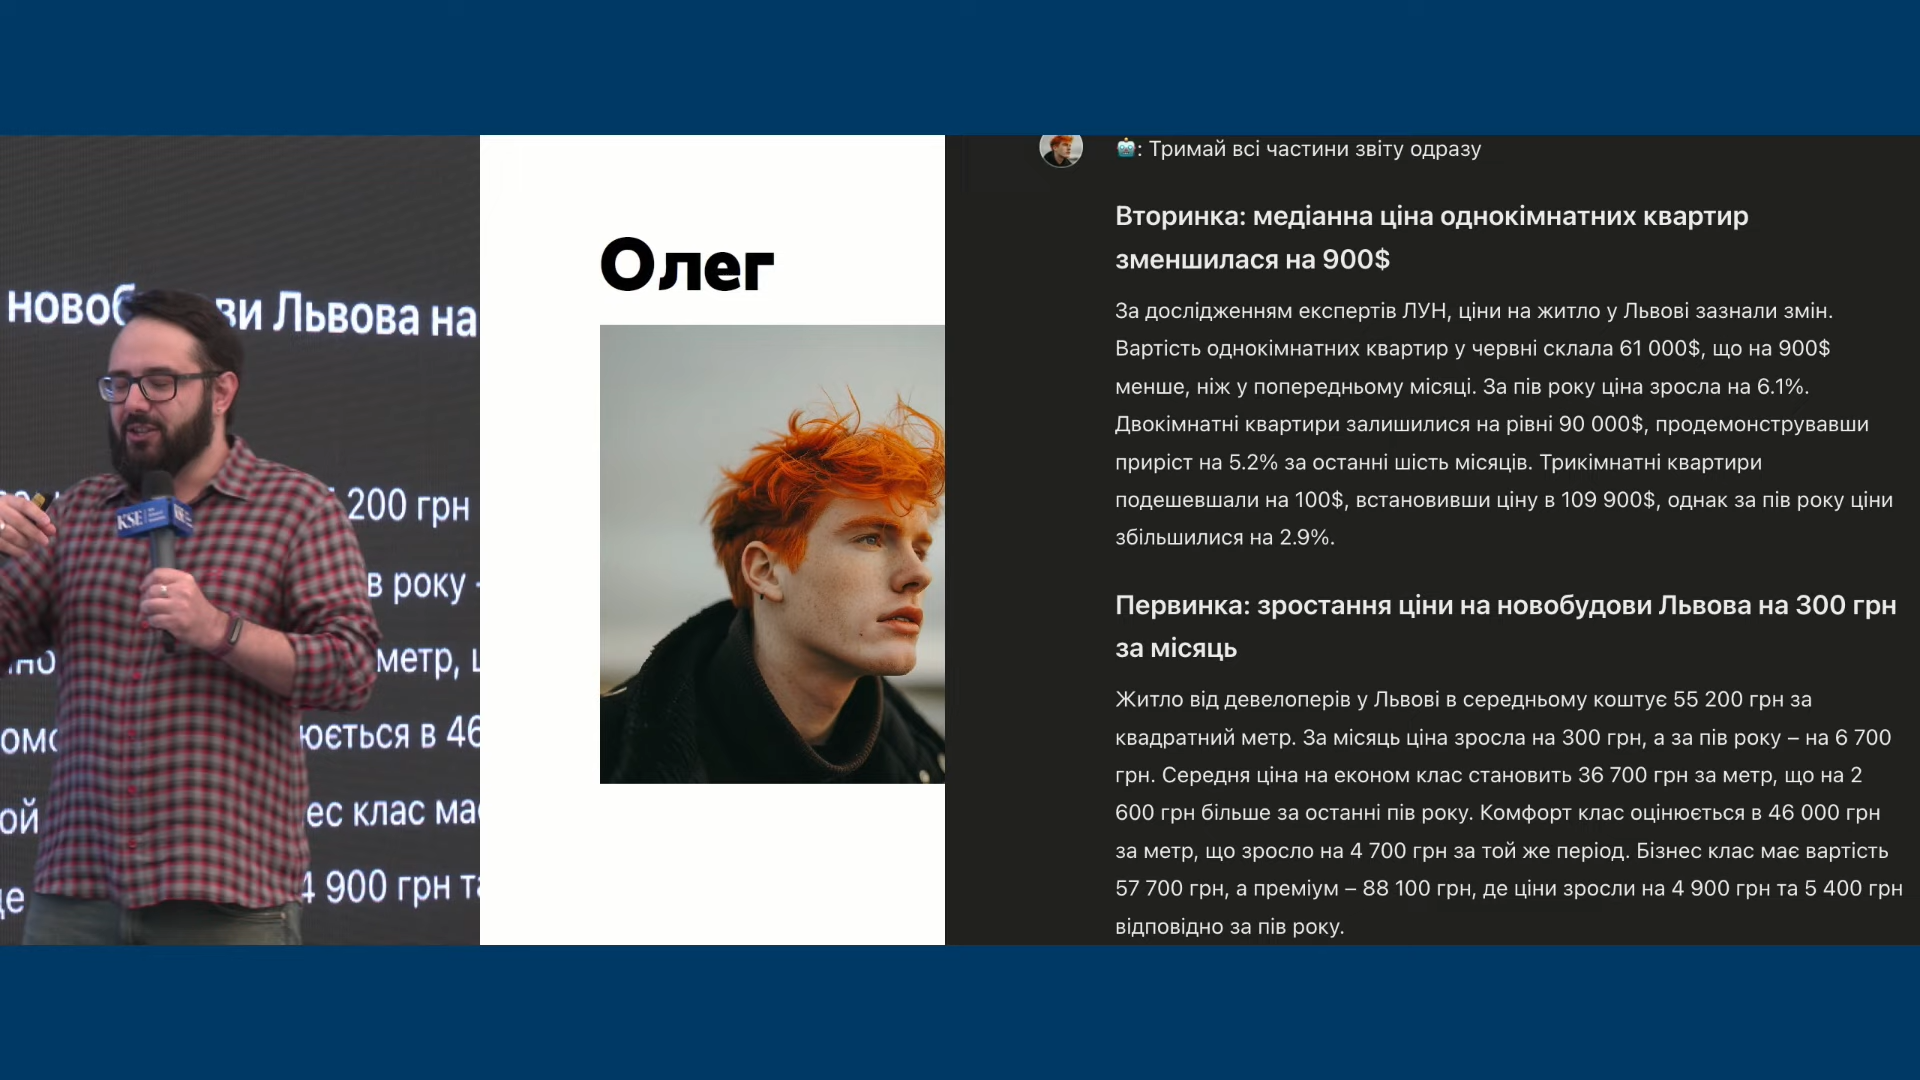 новобудови Львова на
200 грн
в року -
метр,
юється в 46
ой
ес клас має
де
4 900 грн та
KSE
Олег
🤖: Тримай всі частини звіту одразу
Вторинка: медіанна ціна однокімнатних квартир
зменшилася на 900$
За дослідженням експертів ЛУН, ціни на житло у Львові зазнали змін.
Вартість однокімнатних квартир у червні склала 61 000$, що на 900$
менше, ніж у попередньому місяці. За пів року ціна зросла на 6.1%.
Двокімнатні квартири залишилися на рівні 90 000$, продемонструвавши
приріст на 5.2% за останні шість місяців. Трикімнатні квартири
подешевшали на 100$, встановивши ціну в 109 900$, однак за пів року ціни
збільшилися на 2.9%.
Первинка: зростання ціни на новобудови Львова на 300 грн
за місяць
Житло від девелоперів у Львові в середньому коштує 55 200 грн за
квадратний метр. За місяць ціна зросла на 300 грн, а за пів року – на 6 700
грн. Середня ціна на економ клас становить 36 700 грн за метр, що на 2
600 грн більше за останні пів року. Комфорт клас оцінюється в 46 000 грн
за метр, що зросло на 4 700 грн за той же період. Бізнес клас має вартість
57 700 грн, а преміум – 88 100 грн, де ціни зросли на 4 900 грн та 5 400 грн
відповідно за пів року.